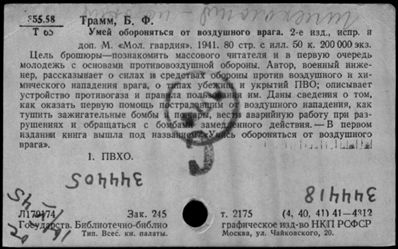 355.58 Трамм, Б. Ф.
Т 65 Умей обороняться от воздушного врага. 2-е изд., испр. и
доп. М. «Мол. гвардия». 1941. 80 стр. с илл. 50 к. 200 000 экз.
Цель брошюры—познакомить массового читателя и в первую очередь
молодежь с основами противовоздушной обороны. Автор, военный инже-
нер, рассказывает о силах и средствах обороны против воздушного и хи-
мического нападения врага, о типах убежищ и укрытий ПВО; описывает
устройство противогаза и правила пользования им. Даны сведения о том,
как оказать первую помощь пострадавшим от воздушного нападения, как
тушить зажигательные бомбы и пожары, вести аварийную работу при раз-
рушениях и обращаться с бомбами замедленного действия.—В первом
издании книга вышла под названием: «Учись обороняться от воздушного
врага».
1. ПВХО.
344405
344418
Л179174 Зак. 245 т. 2175 (4, 40, 41) 41—4312
Государств. Библиотечно-библио графическое изд-во НКП РСФСР
Тип. Всес. кн. палаты. Москва, ул. Чайковского, 20.